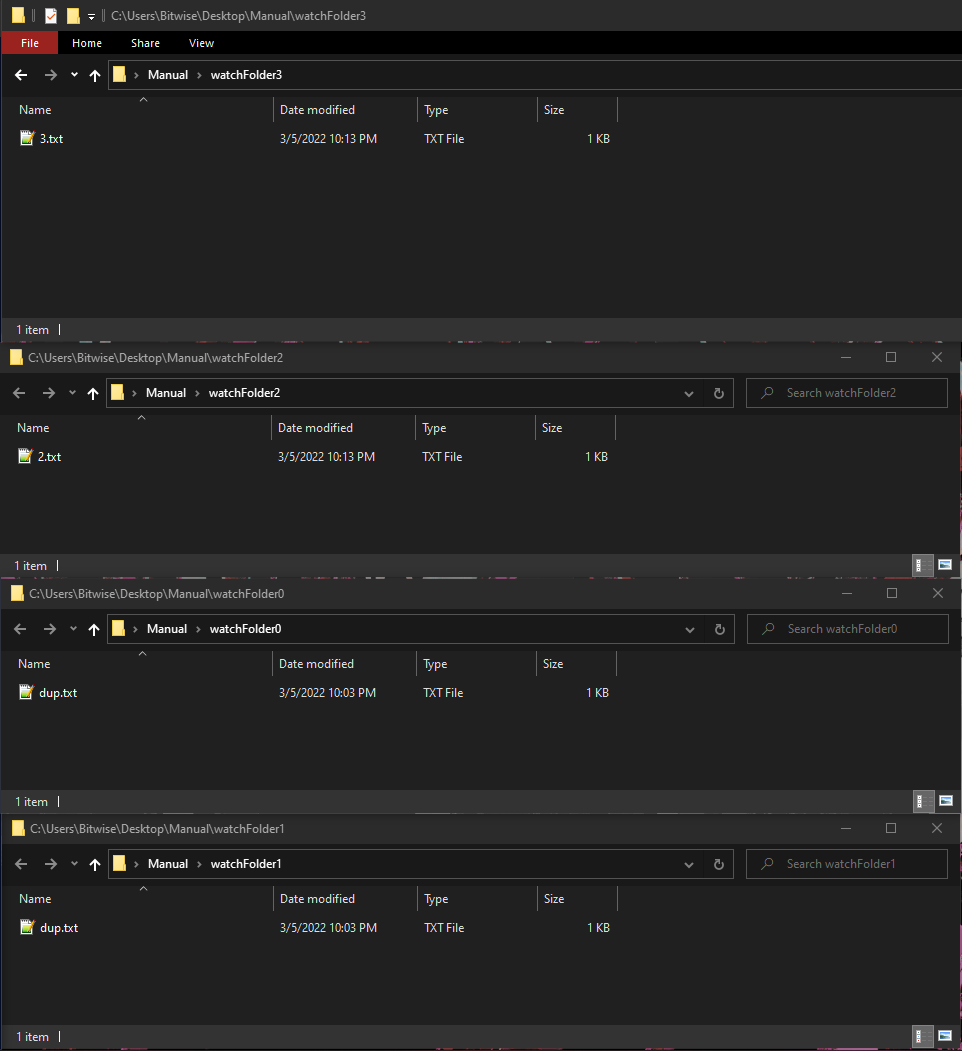 C:\Users\Bitwise\Desktop\Manual\watchFolder3
File Home Share View
Manual › watchFolder3
Name Date modified Type Size
3.txt 3/5/2022 10:13 PM TXT File 1 KB
1 item
C:\Users\Bitwise\Desktop\Manual\watchFolder2
Manual › watchFolder2 Search watchFolder2
Name Date modified Type Size
2.txt 3/5/2022 10:13 PM TXT File 1 KB
1 item
C:\Users\Bitwise\Desktop\Manual\watchFolder0
Manual › watchFolder0 Search watchFolder0
Name Date modified Type Size
dup.txt 3/5/2022 10:03 PM TXT File 1 KB
1 item
C:\Users\Bitwise\Desktop\Manual\watchFolder1
Manual › watchFolder1 Search watchFolder1
Name Date modified Type Size
dup.txt 3/5/2022 10:03 PM TXT File 1 KB
1 item